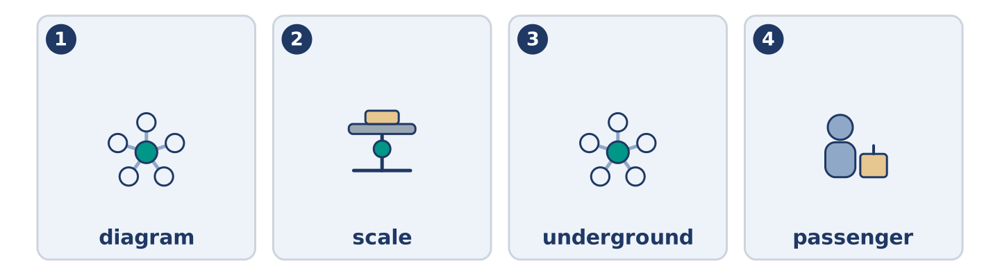 1
diagram
2
scale
3
underground
4
passenger